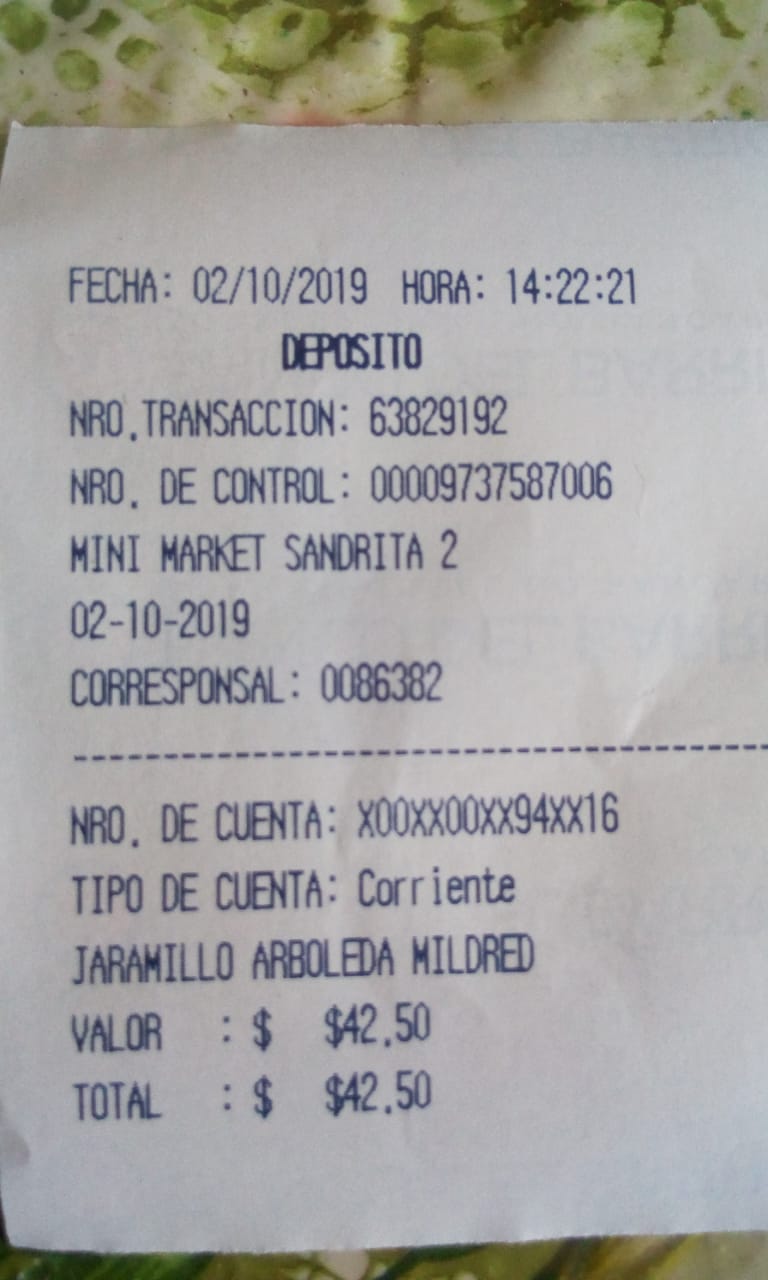 FECHA: 02/10/2019 HORA: 14:22:21
DEPOSITO
NRO.TRANSACCION: 63829192
NRO. DE CONTROL: 00009737587006
MINI MARKET SANDRITA 2
02-10-2019
CORRESPONSAL: 0086382
--------------------------------------------
NRO. DE CUENTA: X00XX00XX94XX16
TIPO DE CUENTA: Corriente
JARAMILLO ARBOLEDA MILDRED
VALOR : $ $42.50
TOTAL : $ $42.50